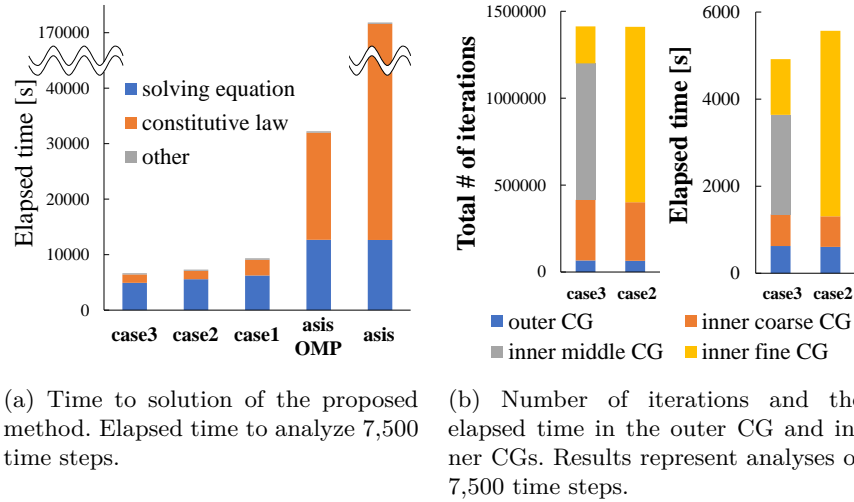 170000
40000
30000
20000
10000
0
Elapsed time [s]
solving equation
constitutive law
other
case3 case2 case1 asis OMP asis
1500000
1000000
500000
0
Total # of iterations
case3 case2
6000
4000
2000
0
Elapsed time [s]
case3 case2
outer CG inner coarse CG
inner middle CG inner fine CG
(a) Time to solution of the proposed
method. Elapsed time to analyze 7,500
time steps.
(b) Number of iterations and the
elapsed time in the outer CG and in-
ner CGs. Results represent analyses o
7,500 time steps.